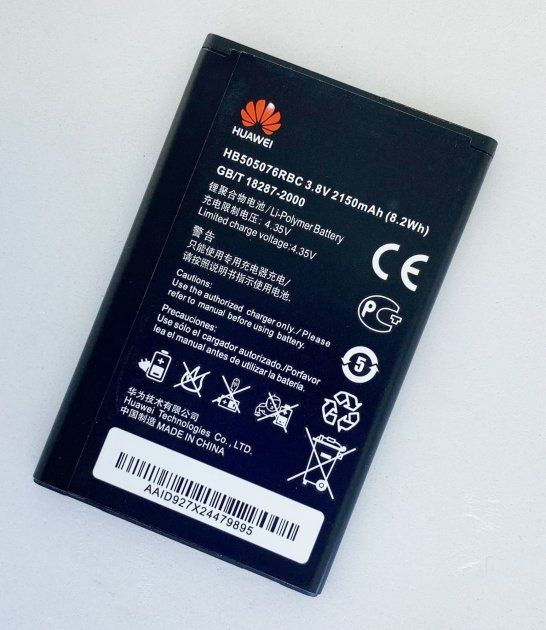 HUAWEI
HB505076RBC 3.8V 2150mAh (8.2Wh)
GB/T 18287-2000
锂聚合物电池/Li-Polymer Battery
充电限制电压:4.35V
Limited charge voltage:4.35V
警告
只能使用专用充电器充电/
请按照说明书指示使用电池.
Cautions:
Use the authorized charger only./Please
refer to manual before using battery.
Precauciones:
Use sólo el cargador autorizado./Porfavor
lea el manual antes de utilizar la batería.
CE
PCT
5
华为技术有限公司
Huawei Technologies Co., LTD.
中国制造 MADE IN CHINA
AAID927X24479895